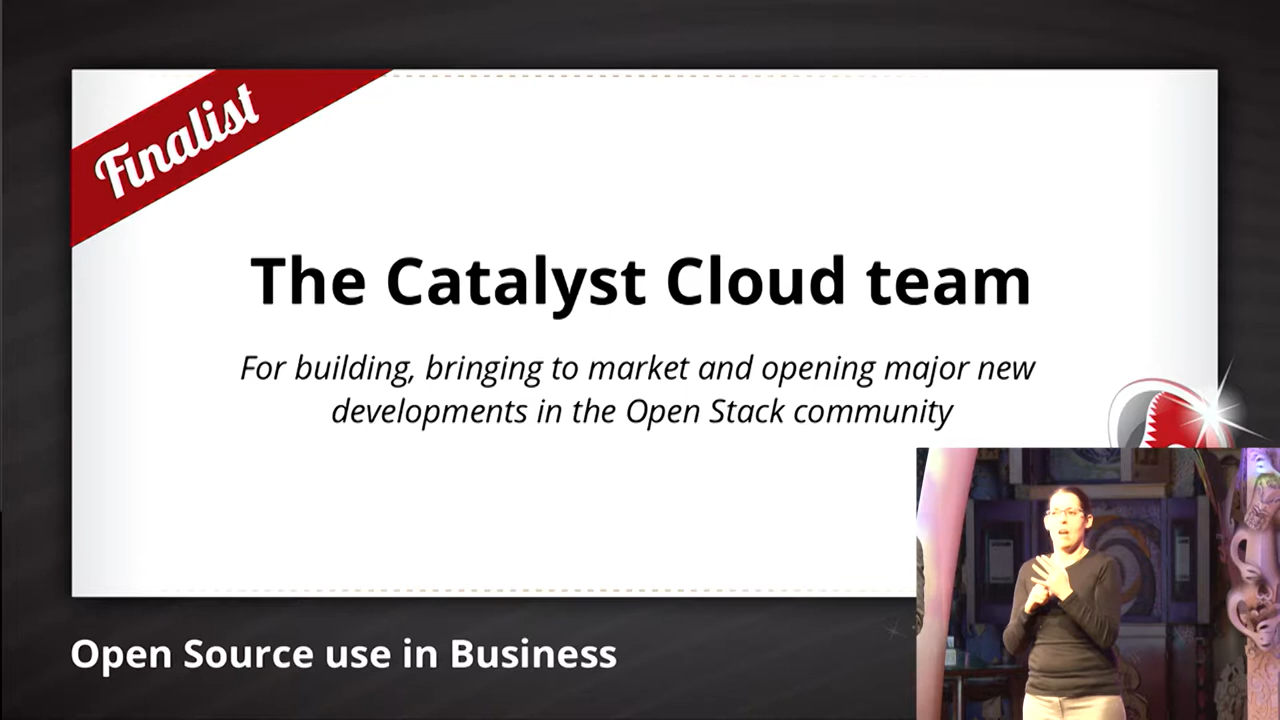 Finalist
The Catalyst Cloud team
For building, bringing to market and opening major new
developments in the Open Stack community
Open Source use in Business